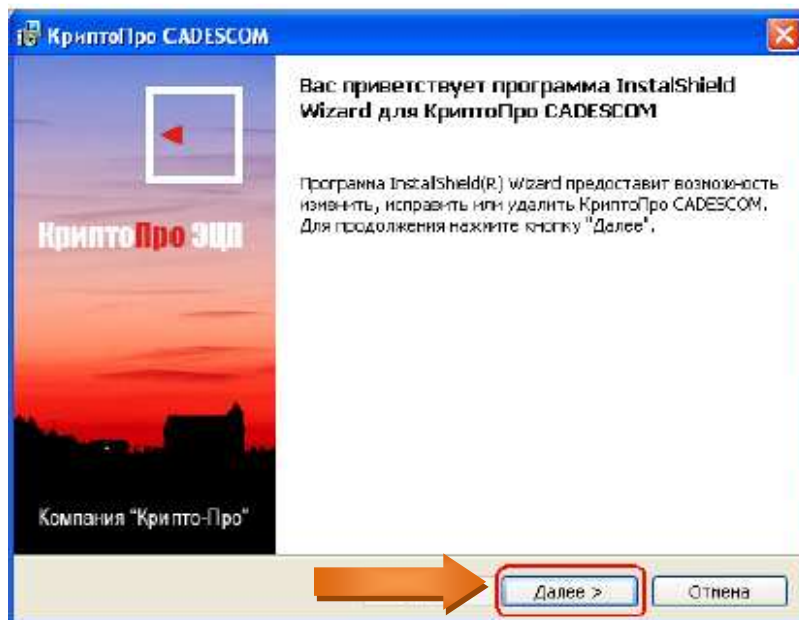 КриптоПро CADESCOM
Вас приветствует программа InstalShield
Wizard для КриптоПро CADESCOM
Программа InstalShield(R) Wizard предоставит возможность
изменить, исправить или удалить КриптоПро CADESCOM.
Для продолжения нажмите кнопку "Далее".
КриптоПро ЭЦП
Компания "Крипто-Про"
Далее >
Отмена